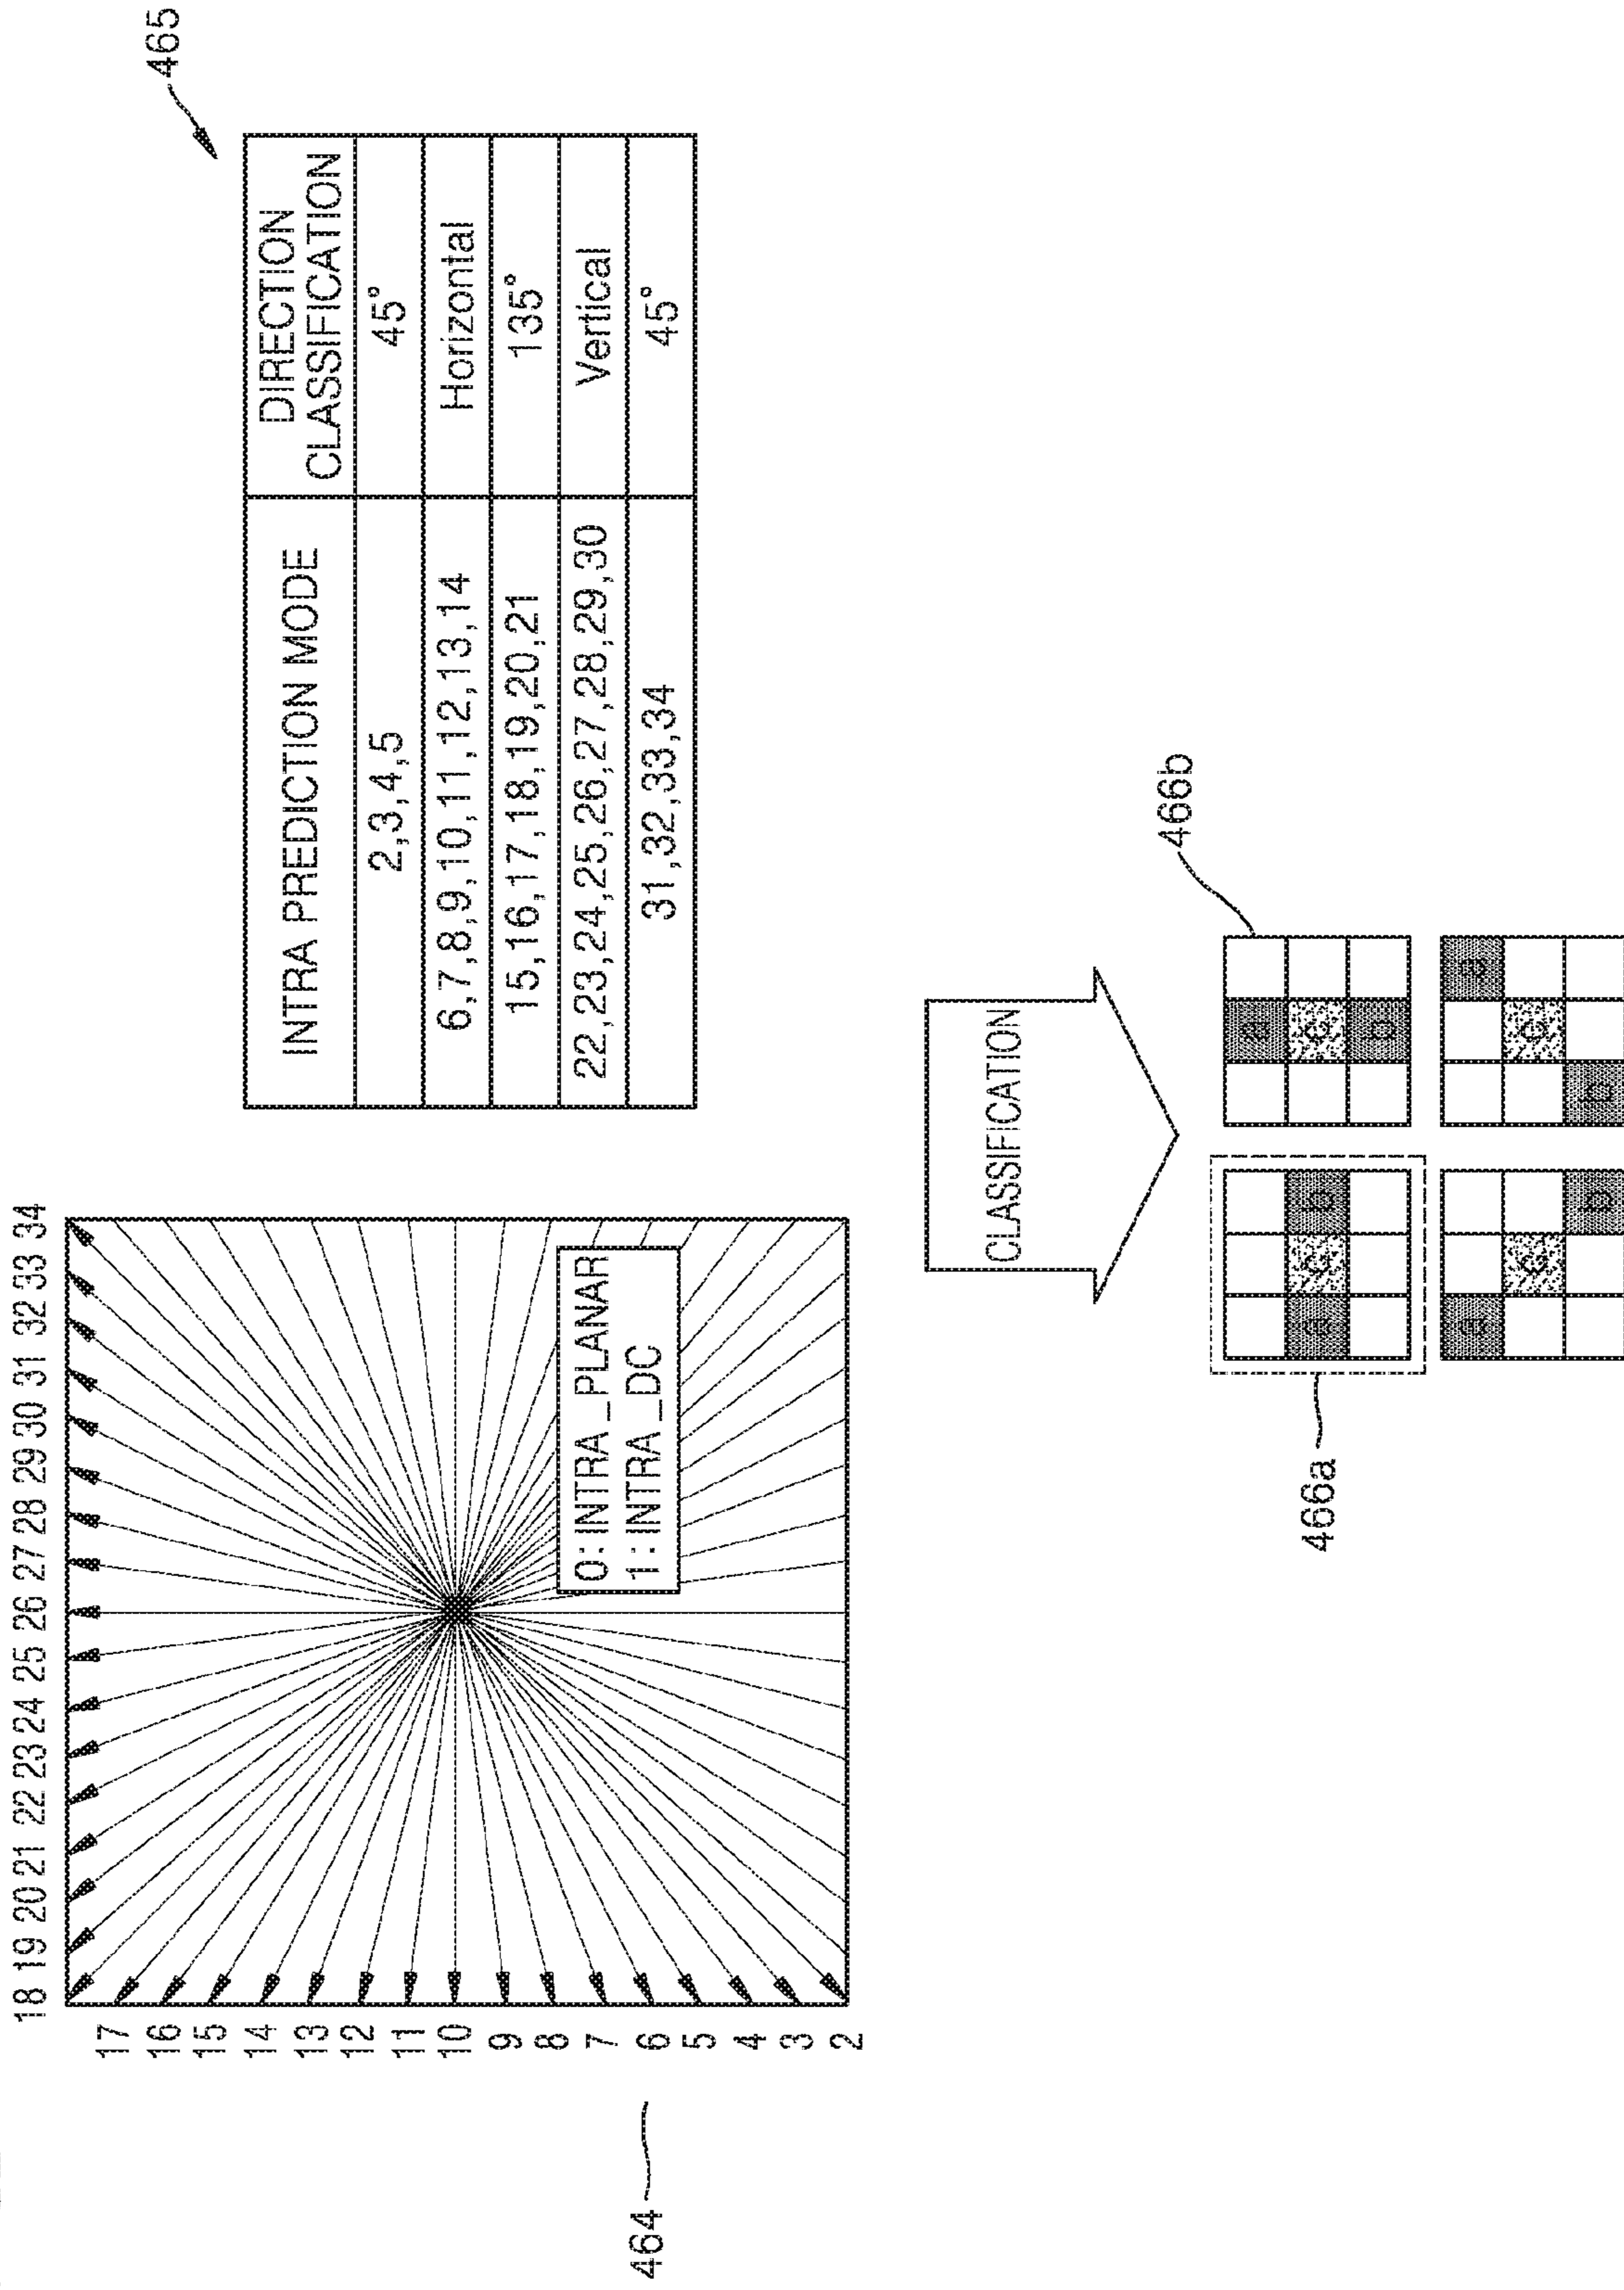 18 19 20 21 22 23 24 25 26 27 28 29 30 31 32 33 34
17
16
15
14
13
12
11
10
9
8
7
6
5
4
3
2
0: INTRA_PLANAR
1: INTRA_DC
464
465
INTRA PREDICTION MODE
DIRECTION
CLASSIFICATION
2,3,4,5
45°
6,7,8,9,10,11,12,13,14
Horizontal
15,16,17,18,19,20,21
135°
22,23,24,25,26,27,28,29,30
Vertical
31,32,33,34
45°
CLASSIFICATION
466a
466b
a c b
a
c
b
a
c
b
a
c
b